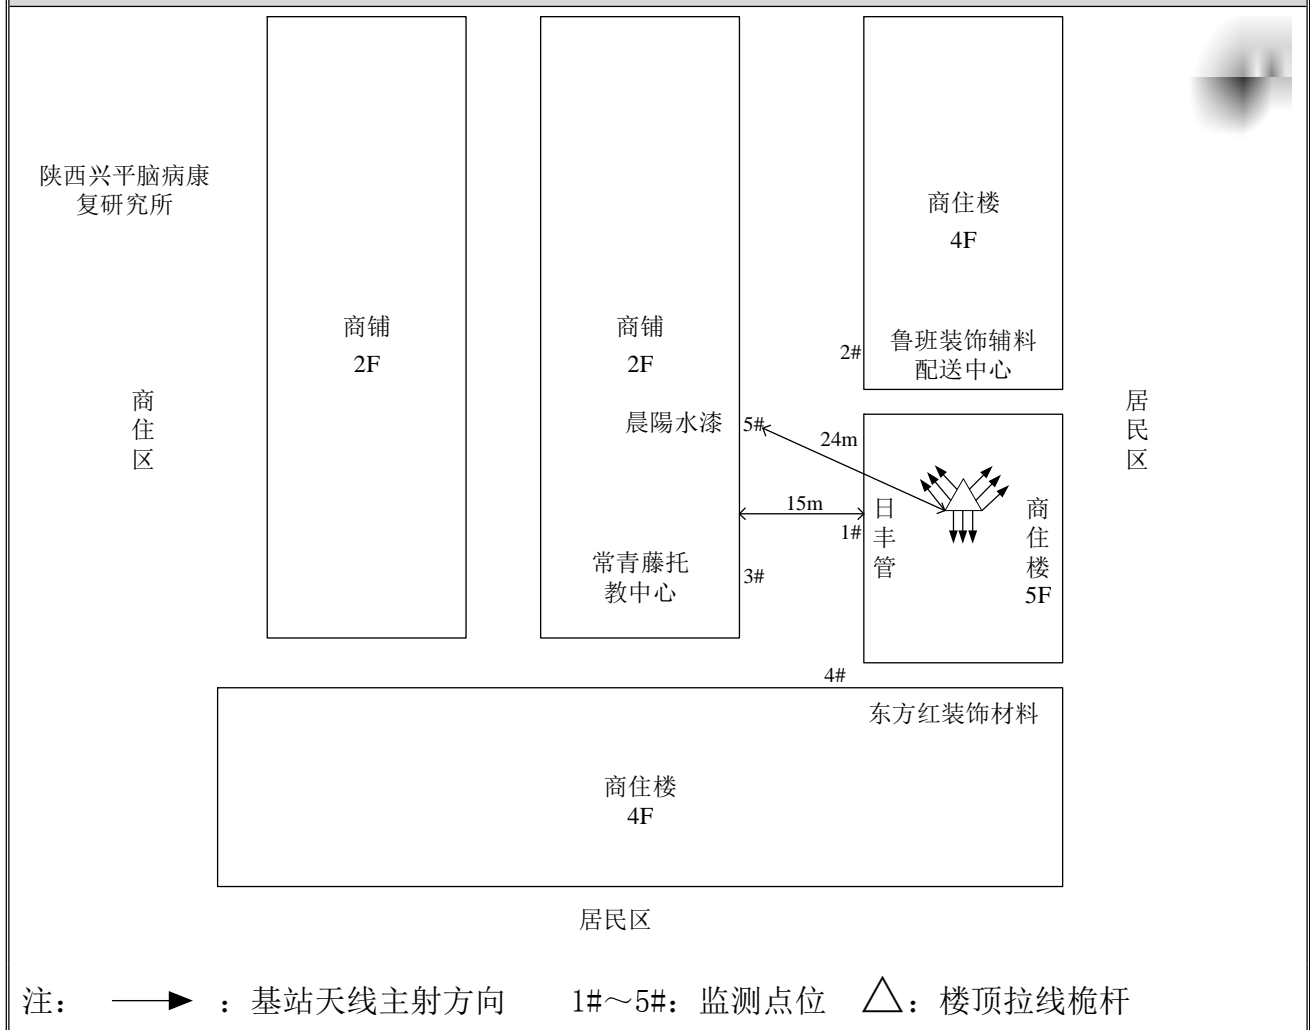 陕西兴平脑病康
复研究所
商住楼
4F
商铺
2F
商铺
2F
2#
鲁班装饰辅料
配送中心
商住区
居民区
晨陽水漆
5#
24m
15m
1#
日丰管
商住楼
5F
常青藤托
教中心
3#
4#
东方红装饰材料
商住楼
4F
居民区
注： ：基站天线主射方向 1#～5#：监测点位 ：楼顶拉线桅杆